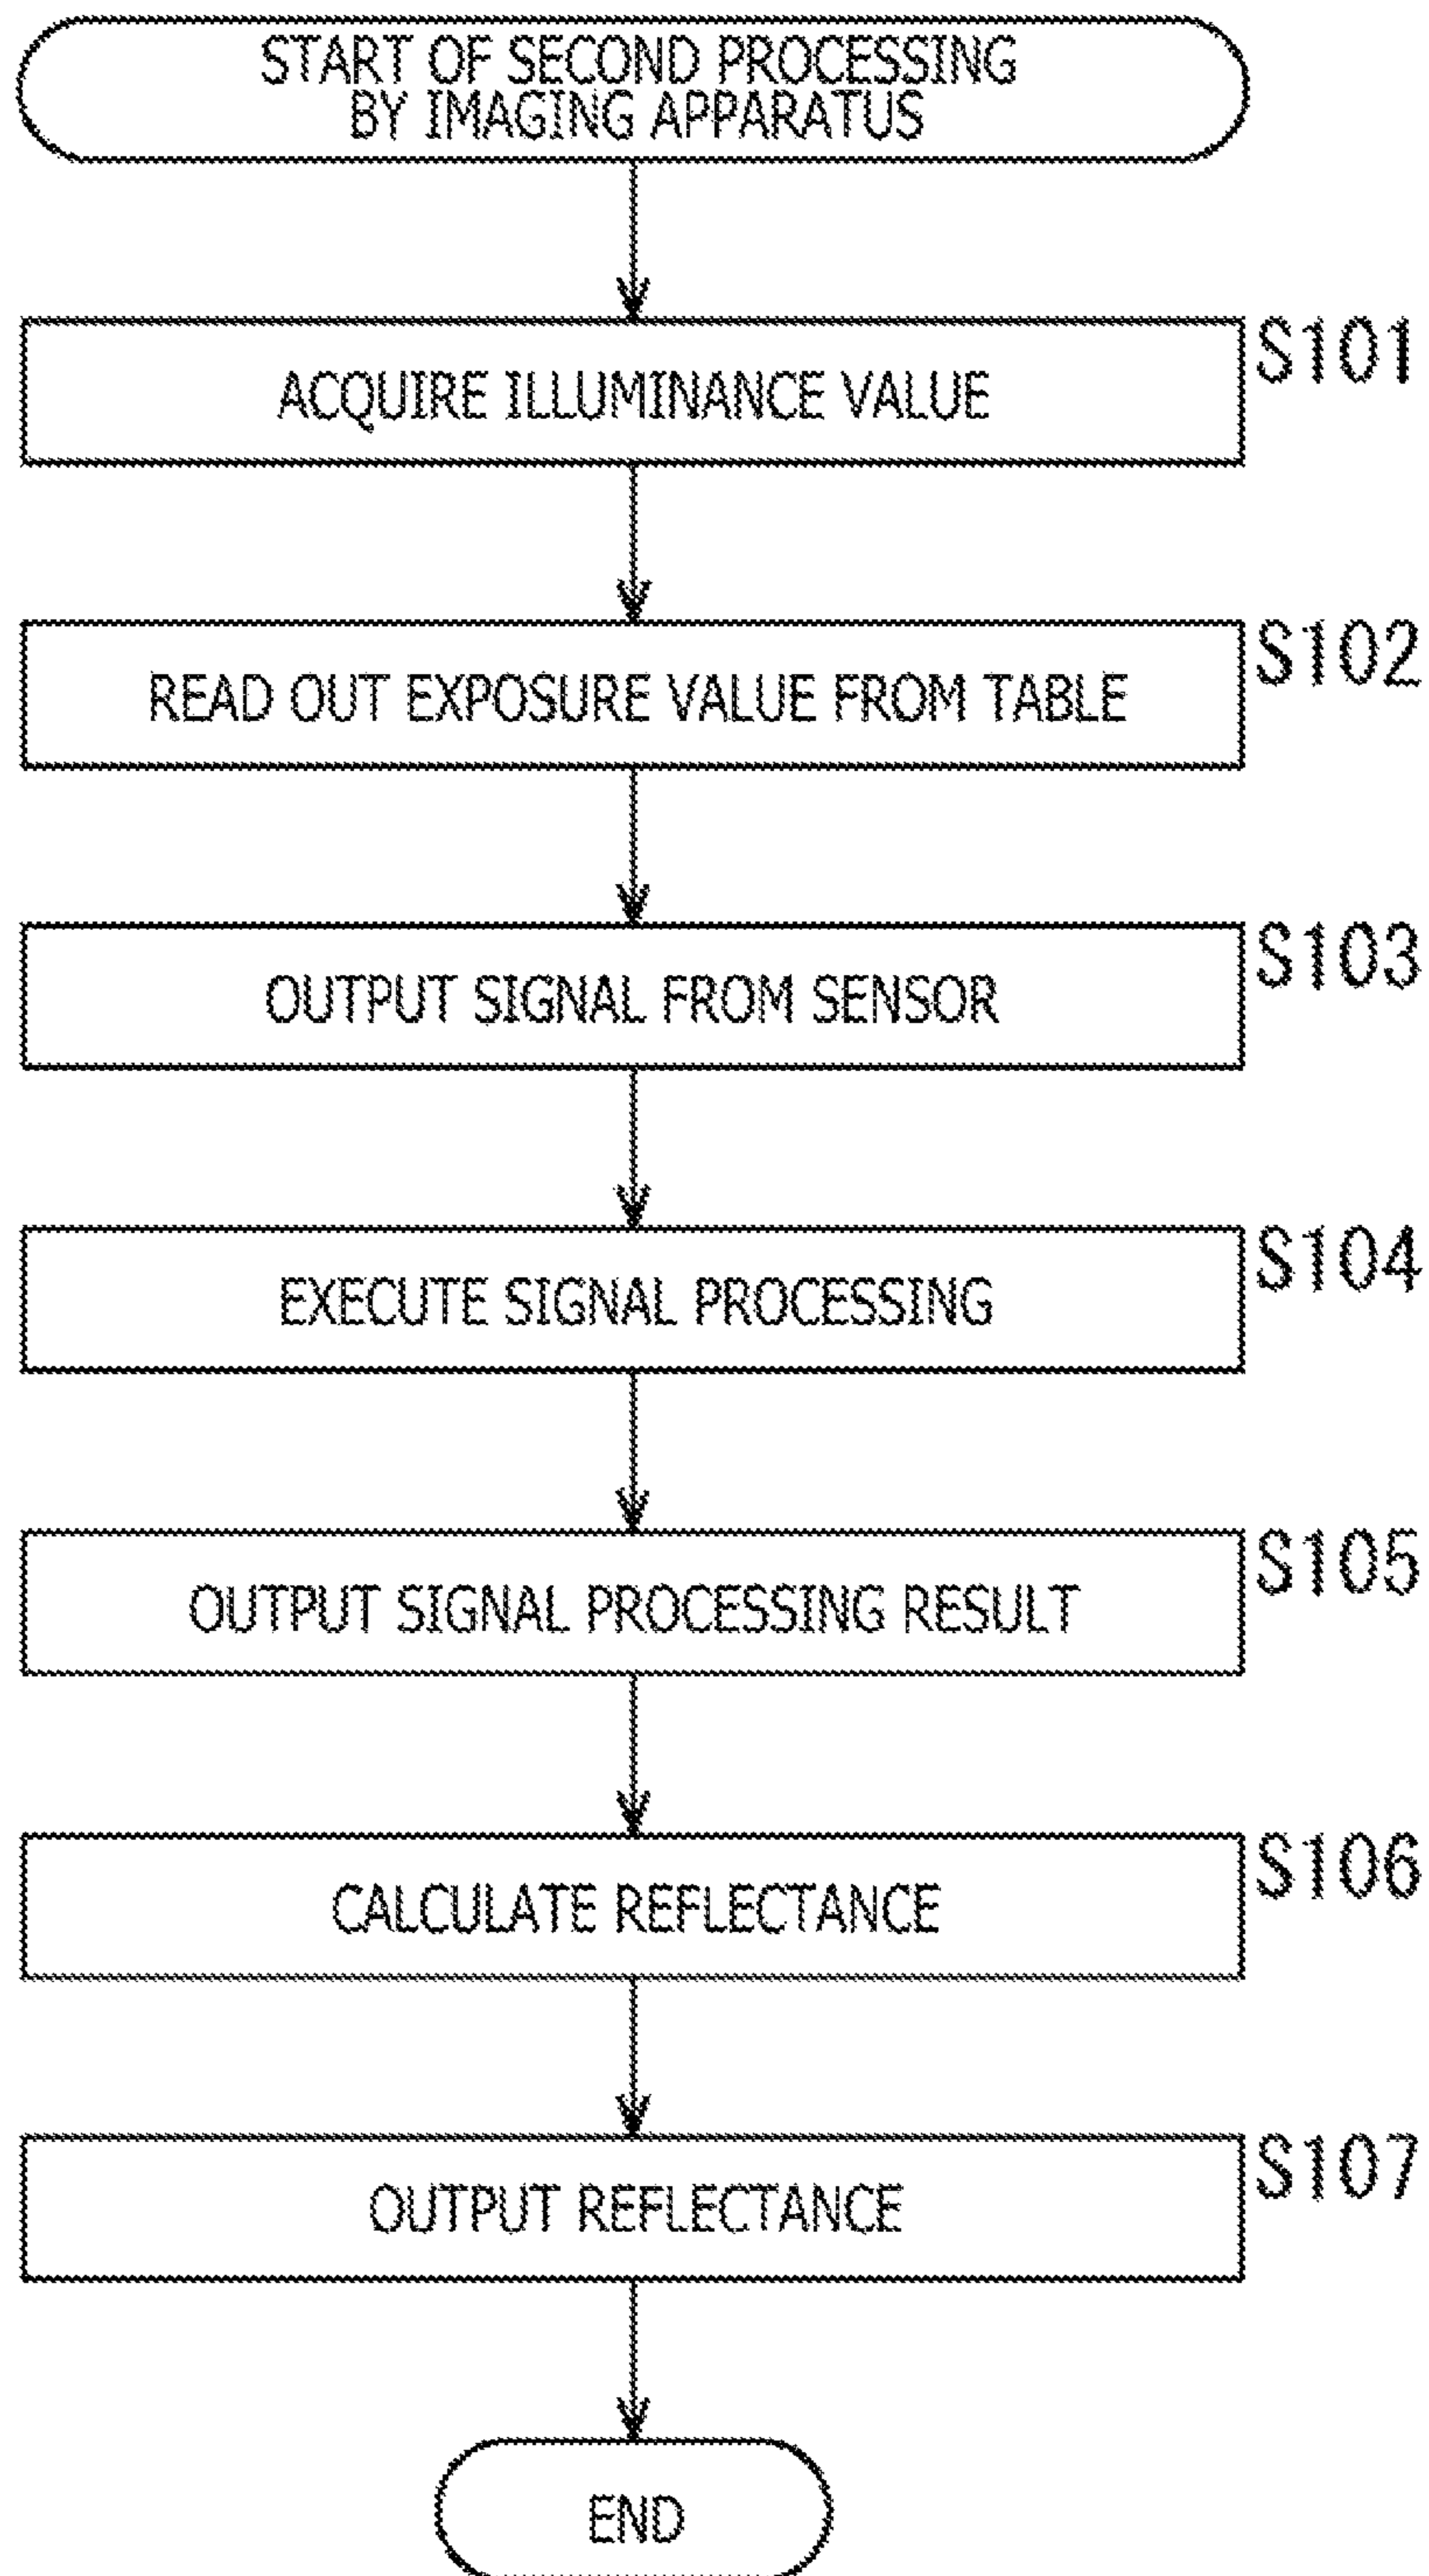 START OF SECOND PROCESSING
BY IMAGING APPARATUS
ACQUIRE ILLUMINANCE VALUE
S101
READ OUT EXPOSURE VALUE FROM TABLE
S102
OUTPUT SIGNAL FROM SENSOR
S103
EXECUTE SIGNAL PROCESSING
S104
OUTPUT SIGNAL PROCESSING RESULT
S105
CALCULATE REFLECTANCE
S106
OUTPUT REFLECTANCE
S107
END